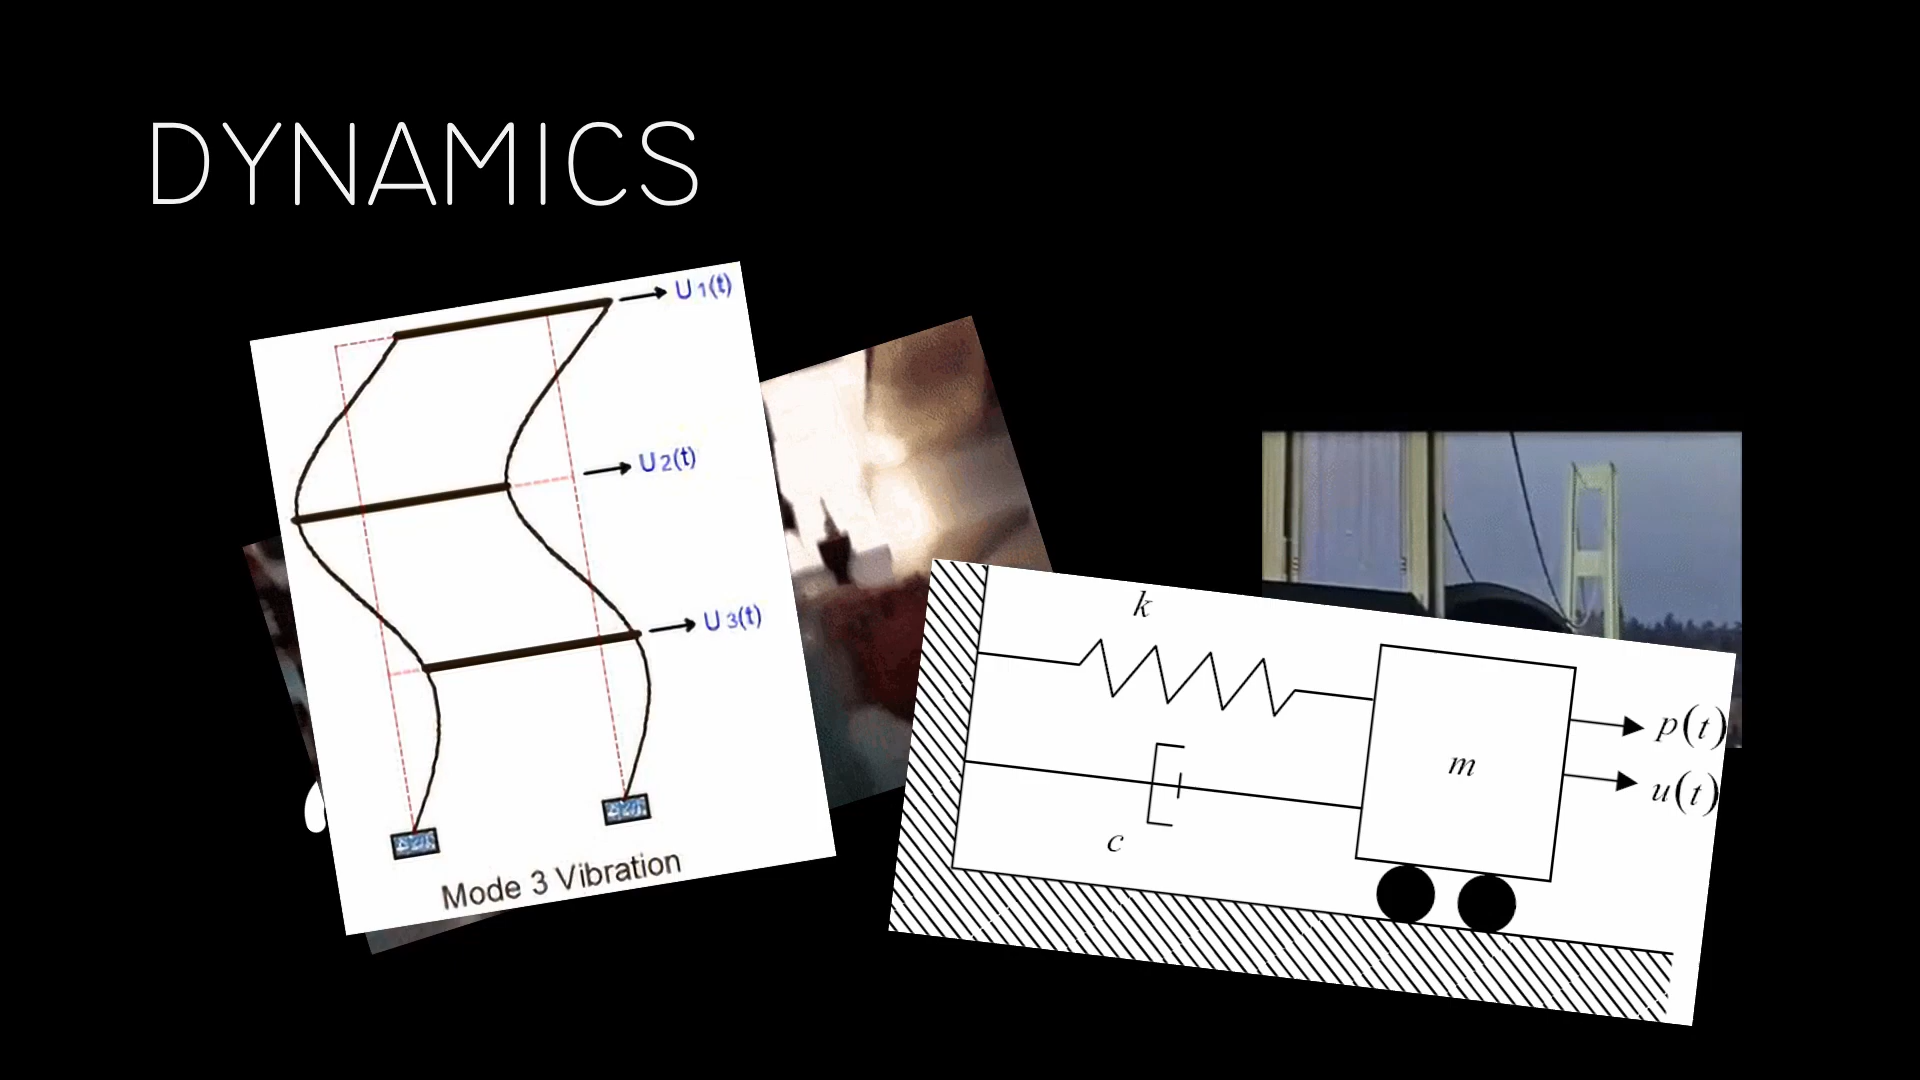 DYNAMICS
U1(t)
U2(t)
U3(t)
Mode 3 Vibration
k
c
m
p(t)
u(t)